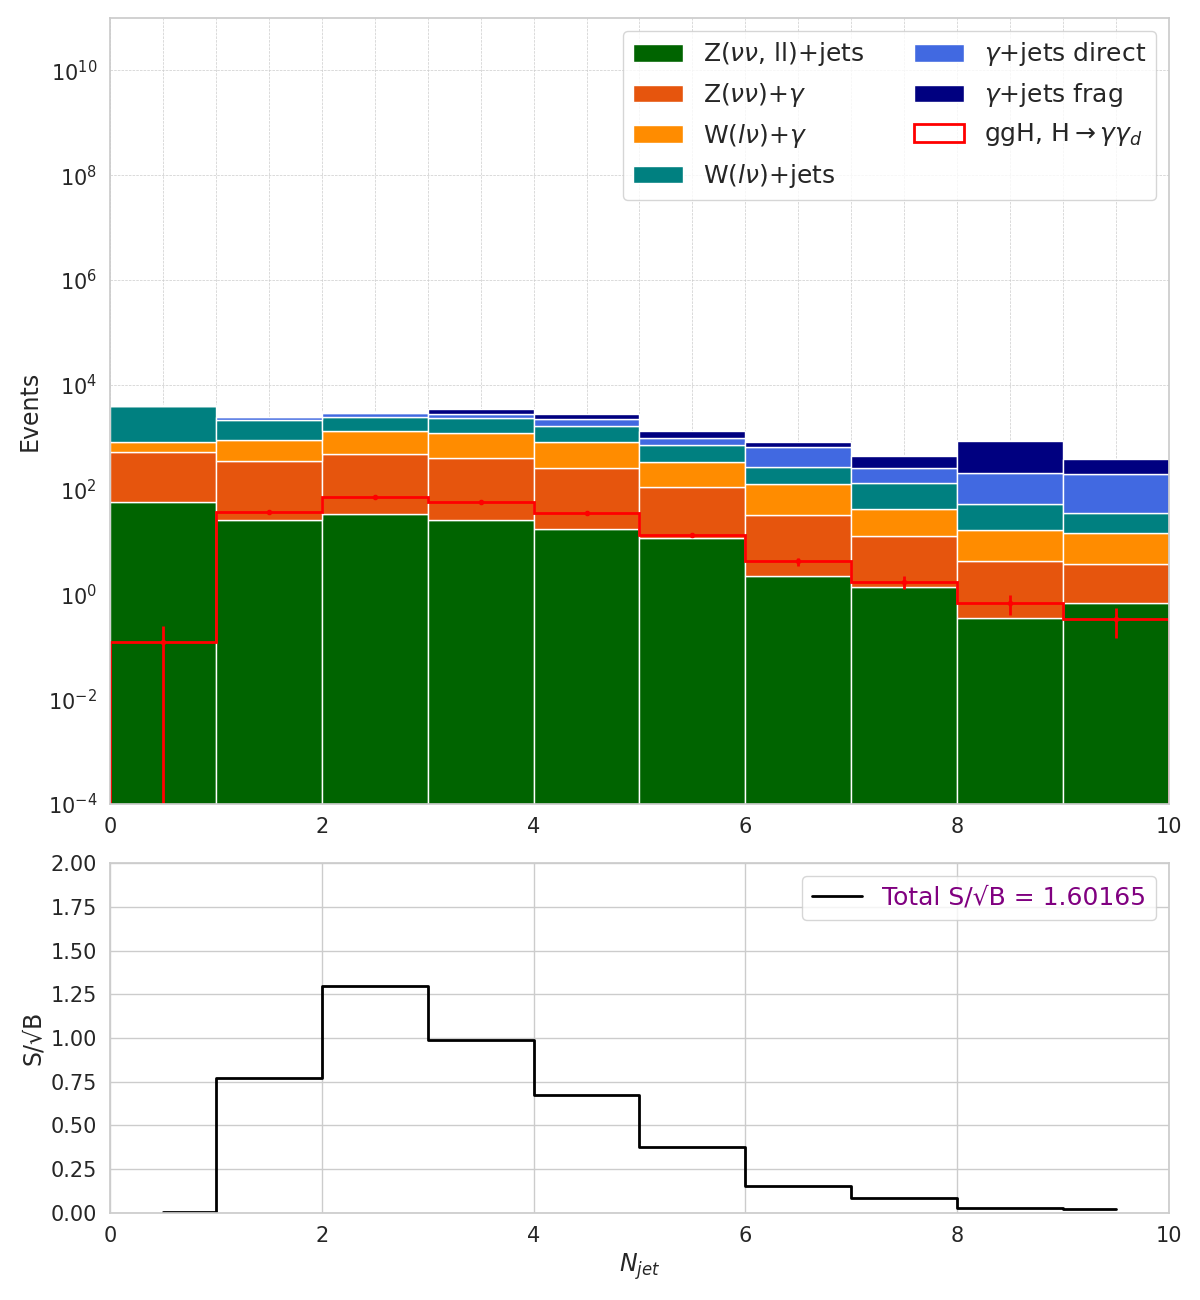 Z(νν, ll)+jets
Z(νν)+γ
W(lν)+γ
W(lν)+jets
γ+jets direct
γ+jets frag
ggH, H→γγ_d
Events
10^10
10^8
10^6
10^4
10^2
10^0
10^−2
10^−4
0 2 4 6 8 10
Total S/√B = 1.60165
S/√B
2.00
1.75
1.50
1.25
1.00
0.75
0.50
0.25
0.00
0 2 4 6 8 10
N_jet